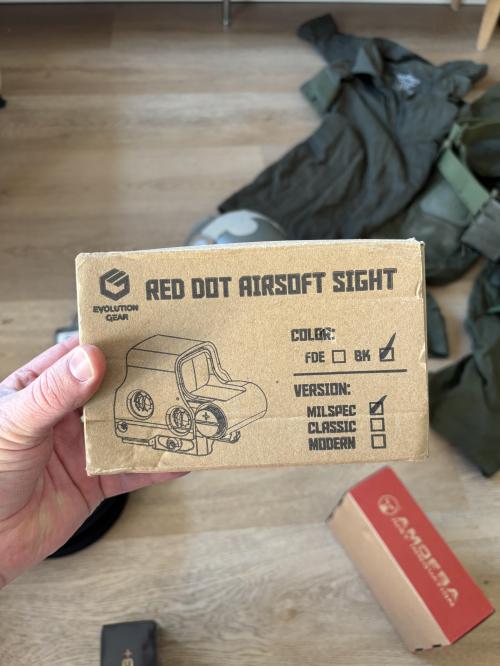 EVOLUTION
GEAR
RED DOT AIRSOFT SIGHT
COLOR:
FDE BK
VERSION:
MILSPEC
CLASSIC
MODERN
AMOEBA